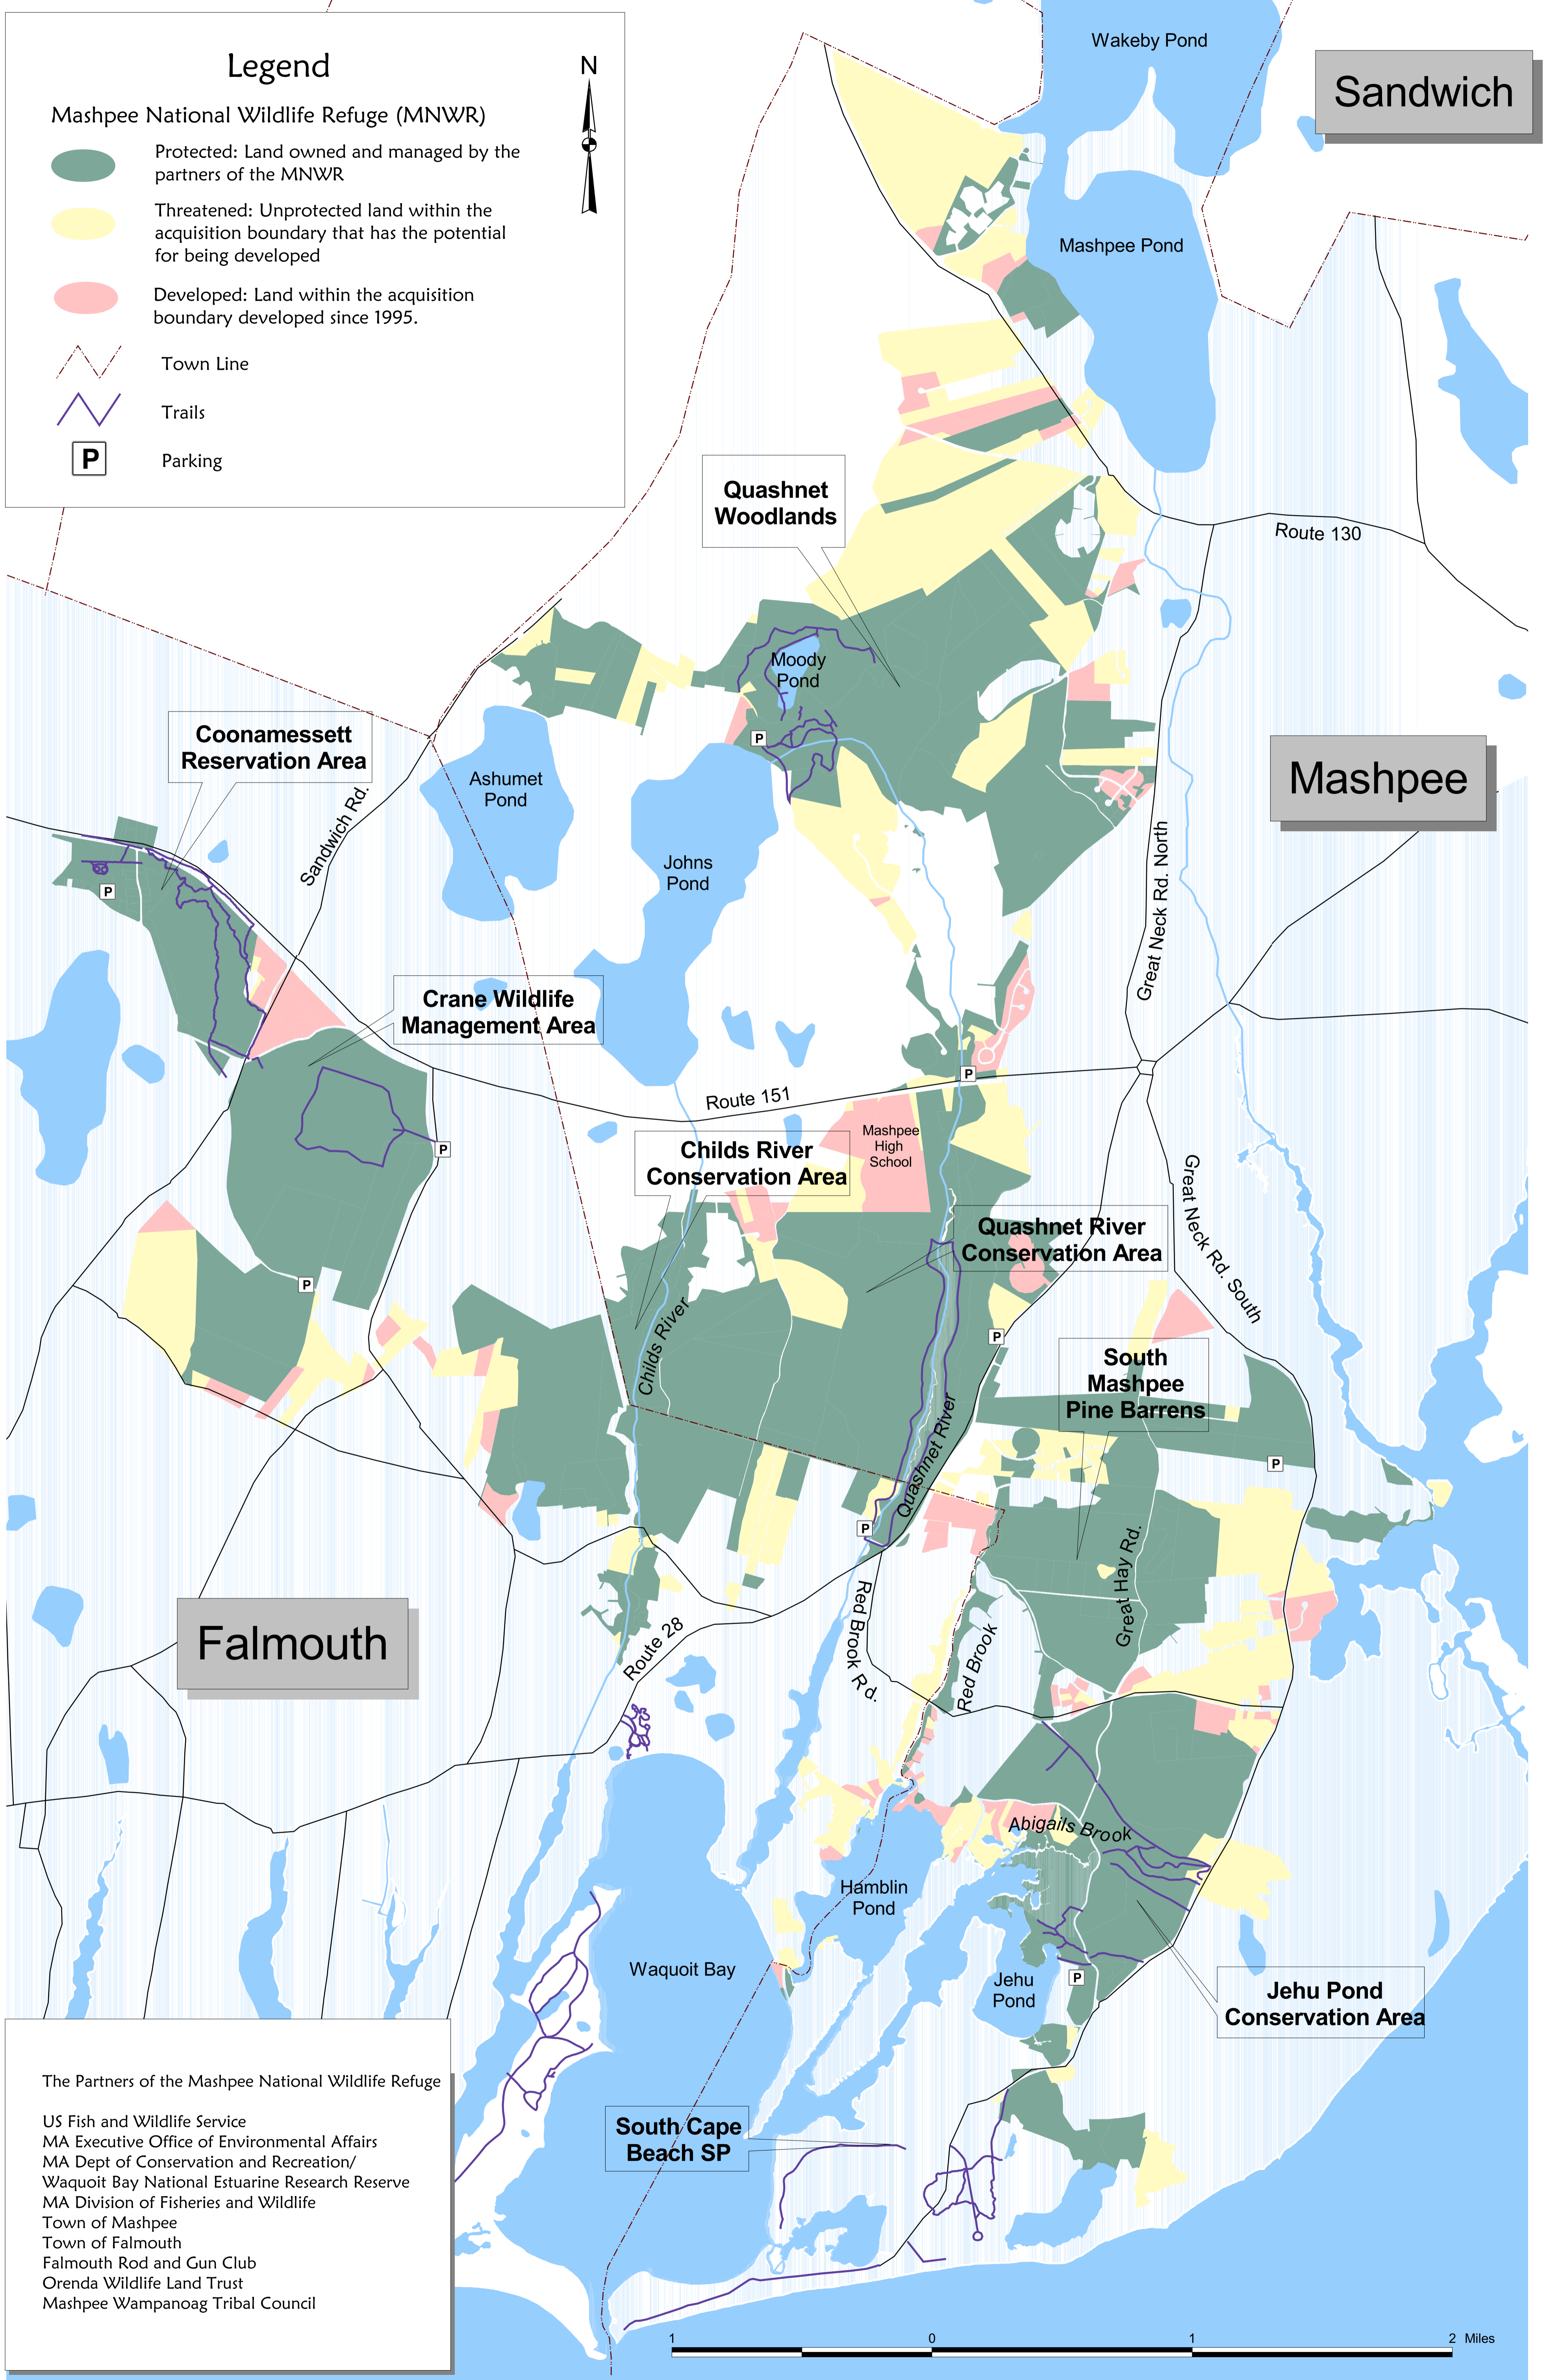 Legend
N
Mashpee National Wildlife Refuge (MNWR)
Protected: Land owned and managed by the
partners of the MNWR
Threatened: Unprotected land within the
acquisition boundary that has the potential
for being developed
Developed: Land within the acquisition
boundary developed since 1995.
Town Line
Trails
P
Parking
Wakeby Pond
Sandwich
Mashpee Pond
Quashnet
Woodlands
Route 130
Moody
Pond
P
Coonamessett
Reservation Area
Ashumet
Pond
Mashpee
Sandwich Rd.
Johns
Pond
P
Great Neck Rd. North
Crane Wildlife
Management Area
P
Route 151
Mashpee
High
School
P
Childs River
Conservation Area
Great Neck Rd. South
Quashnet River
Conservation Area
P
Childs River
P
South
Mashpee
Pine Barrens
Quashnet River
P
P
Great Hay Rd.
Falmouth
Route 28
Red Brook Rd.
Red Brook
Abigails Brook
Hamblin
Pond
Waquoit Bay
P
Jehu
Pond
Jehu Pond
Conservation Area
South Cape
Beach SP
The Partners of the Mashpee National Wildlife Refuge
US Fish and Wildlife Service
MA Executive Office of Environmental Affairs
MA Dept of Conservation and Recreation/
Waquoit Bay National Estuarine Research Reserve
MA Division of Fisheries and Wildlife
Town of Mashpee
Town of Falmouth
Falmouth Rod and Gun Club
Orenda Wildlife Land Trust
Mashpee Wampanoag Tribal Council
1 0 1 2 Miles